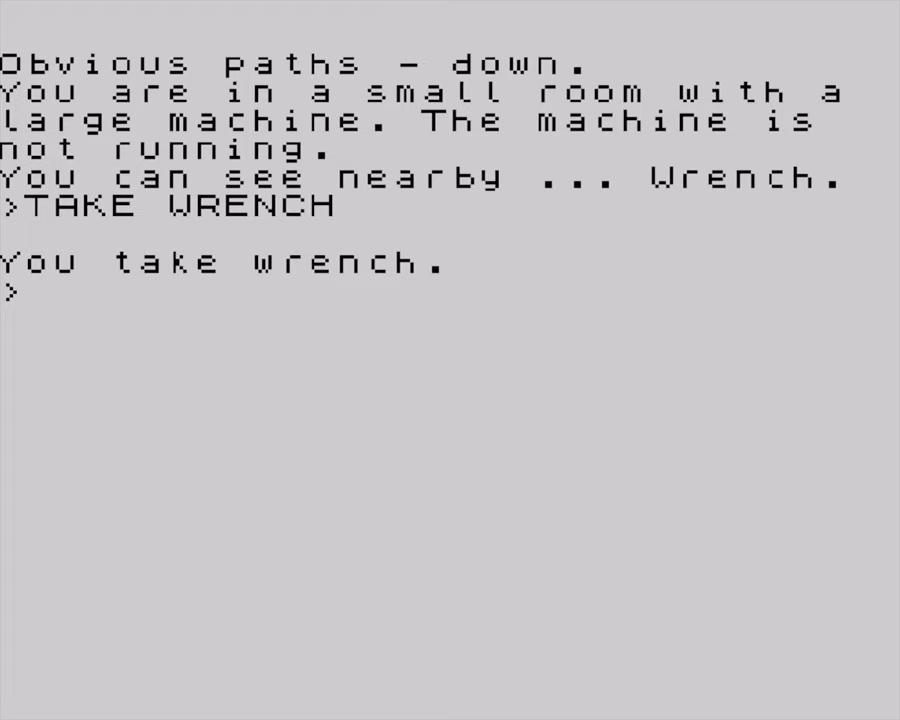 Obvious paths - down.
You are in a small room with a
large machine. The machine is
not running.
You can see nearby ... Wrench.
>TAKE WRENCH
You take wrench.
>